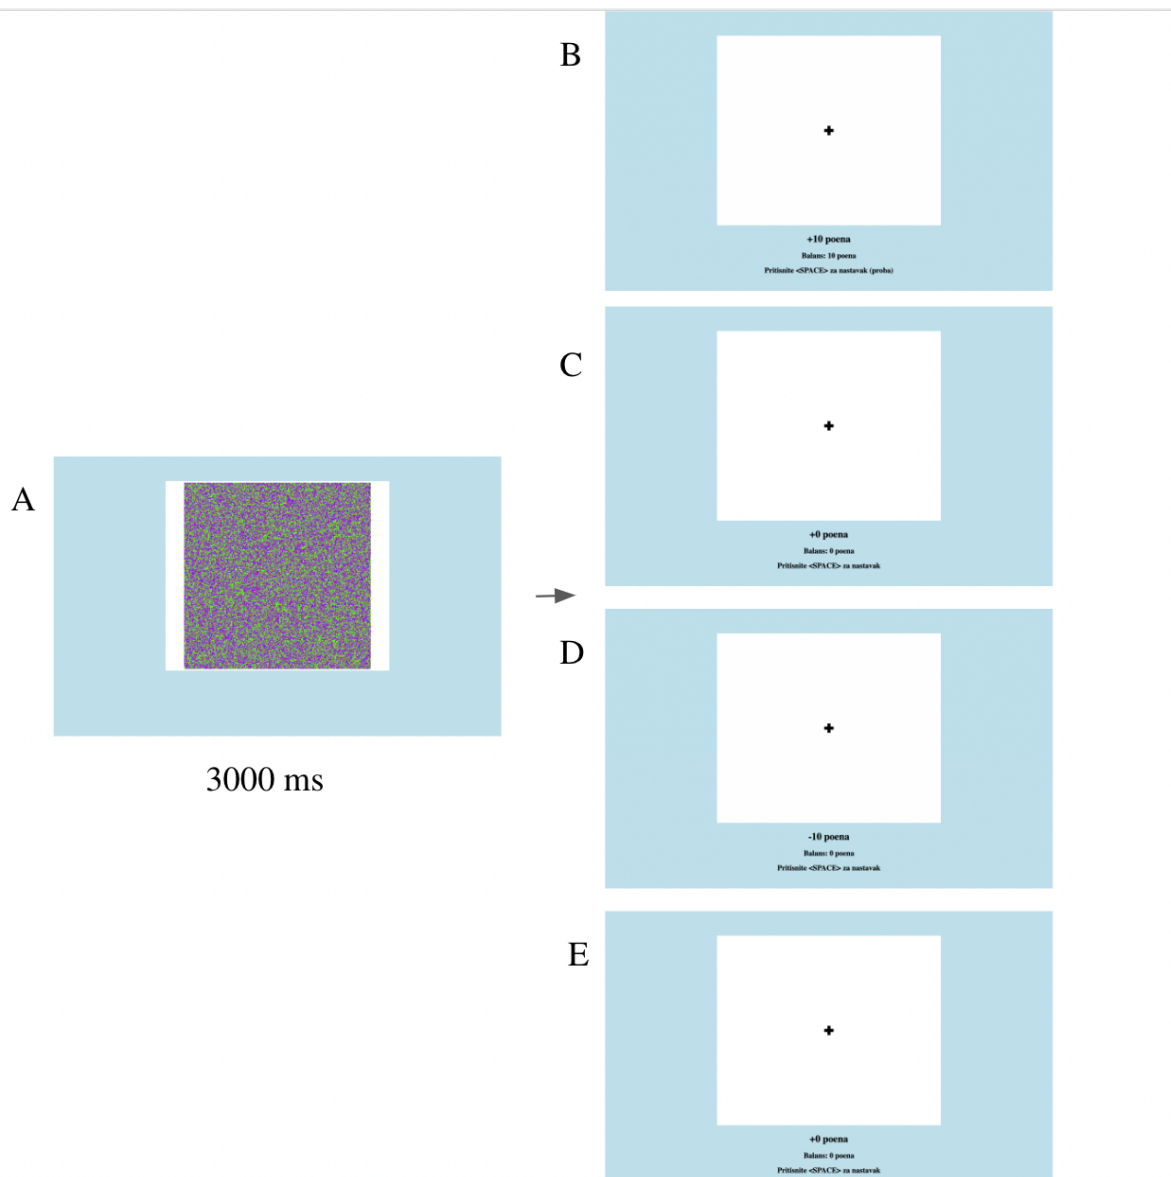 A
3000 ms
B
+10 poena
Balans: 10 poena
Pritisnite <SPACE> za nastavak (proba)
C
+0 poena
Balans: 0 poena
Pritisnite <SPACE> za nastavak
D
-10 poena
Balans: 0 poena
Pritisnite <SPACE> za nastavak
E
+0 poena
Balans: 0 poena
Pritisnite <SPACE> za nastavak